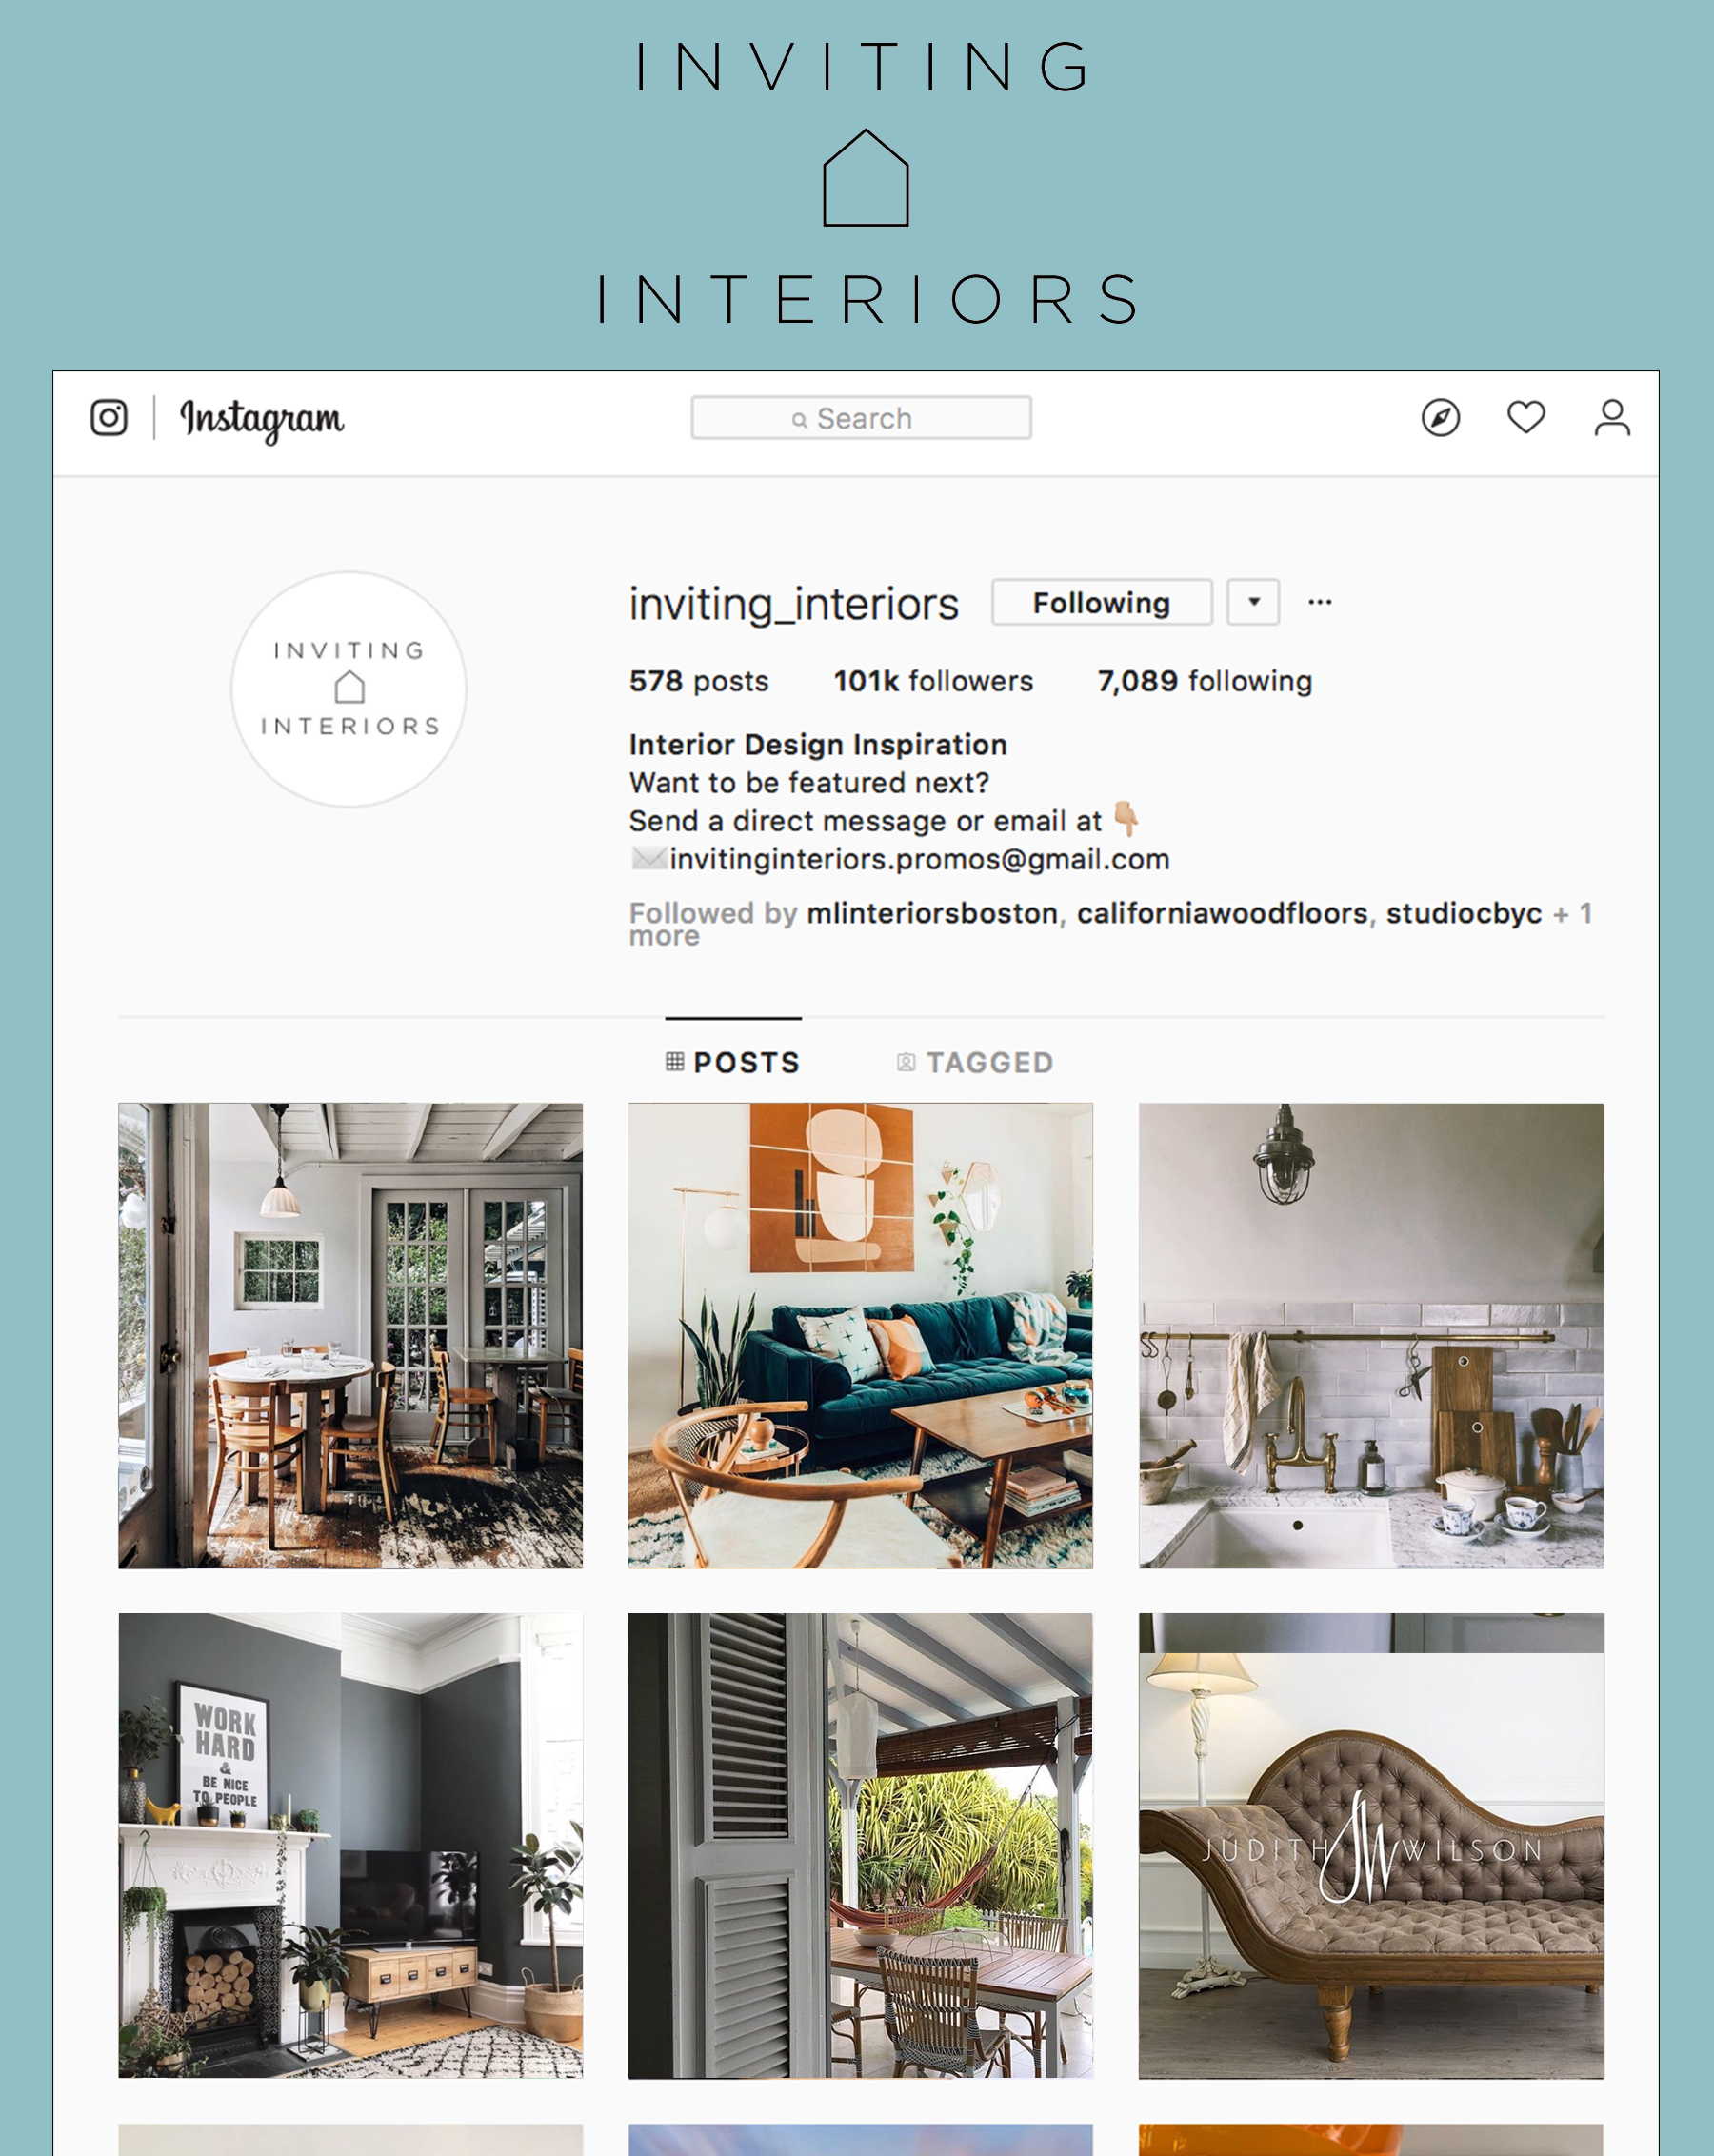 INVITING
INTERIORS
Instagram
Search
INVITING
INTERIORS
inviting_interiors Following ...
578 posts 101k followers 7,089 following
Interior Design Inspiration
Want to be featured next?
Send a direct message or email at 👇🏼
✉️invitinginteriors.promos@gmail.com
Followed by mlinteriorsboston, californiawoodfloors, studiocbyc + 1
more
POSTS TAGGED
WORK
HARD
&
BE NICE
TO PEOPLE
JUDITH JW WILSON